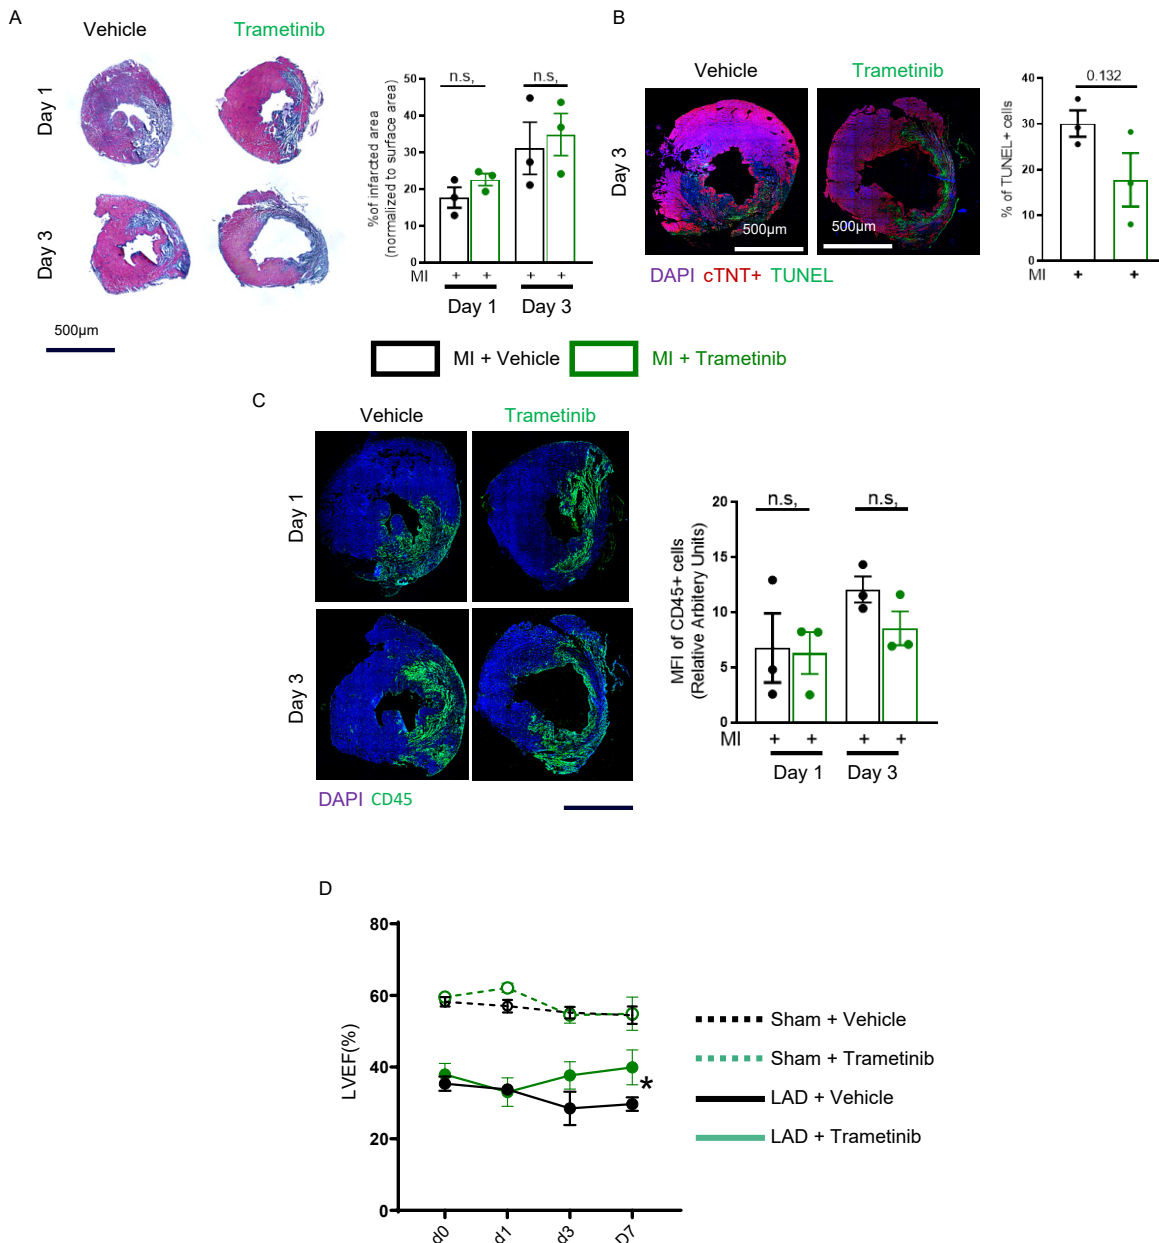 A
Vehicle
Trametinib
Day 1
Day 3
500µm
%of infarcted area
(normalized to surface area)
50
40
30
20
10
0
n.s,
n.s,
MI
+
+
+
+
Day 1
Day 3
B
Vehicle
Trametinib
Day 3
500µm
500µm
DAPI cTNT+ TUNEL
% of TUNEL+ cells
40
30
20
10
0
0.132
MI
+
+
MI + Vehicle
MI + Trametinib
C
Vehicle
Trametinib
Day 1
Day 3
DAPI CD45
MFI of CD45+ cells
(Relative Arbitery Units)
20
15
10
5
0
n.s,
n.s,
MI
+
+
+
+
Day 1
Day 3
D
LVEF(%)
80
60
40
20
0
*
d0
d1
d3
D7
Sham + Vehicle
Sham + Trametinib
LAD + Vehicle
LAD + Trametinib